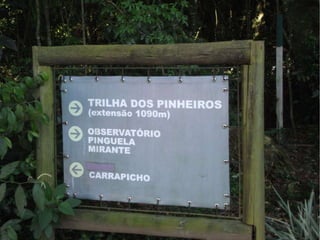 TRILHA DOS PINHEIROS
(extensão 1090m)
OBSERVATÓRIO
PINGUELA
MIRANTE
CARRAPICHO